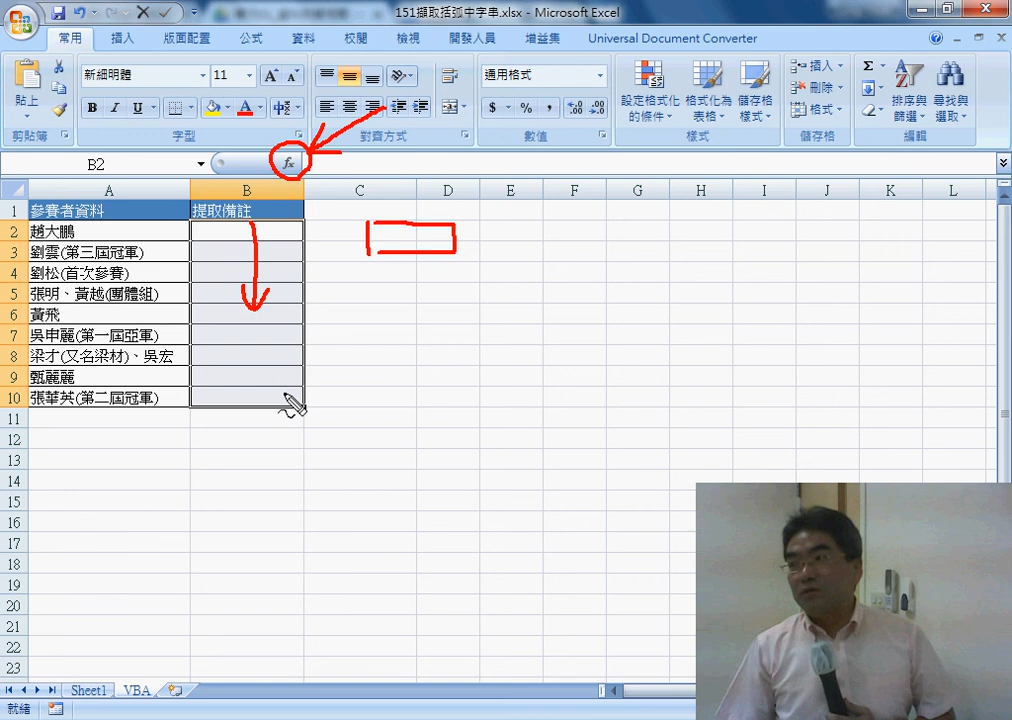 151擷取括弧中字串.xlsx - Microsoft Excel
常用 插入 版面配置 公式 資料 校閱 檢視 開發人員 增益集 Universal Document Converter
新細明體 11
通用格式
貼上
B I U
$ % ,
設定格式化的條件
格式化為表格
儲存格樣式
插入
刪除
格式
Σ
排序與篩選
尋找與選取
剪貼簿 字型 對齊方式 數值 樣式 儲存格 編輯
B2 fx
A B C D E F G H I J K L
1 參賽者資料 提取備註
2 趙大鵬
3 劉雲(第三屆冠軍)
4 劉松(首次參賽)
5 張明、黃越(團體組)
6 黃飛
7 吳申麗(第一屆亞軍)
8 梁才(又名梁材)、吳宏
9 甄麗麗
10 張華英(第二屆冠軍)
11
12
13
14
15
16
17
18
19
20
21
22
23
Sheet1 VBA
就緒